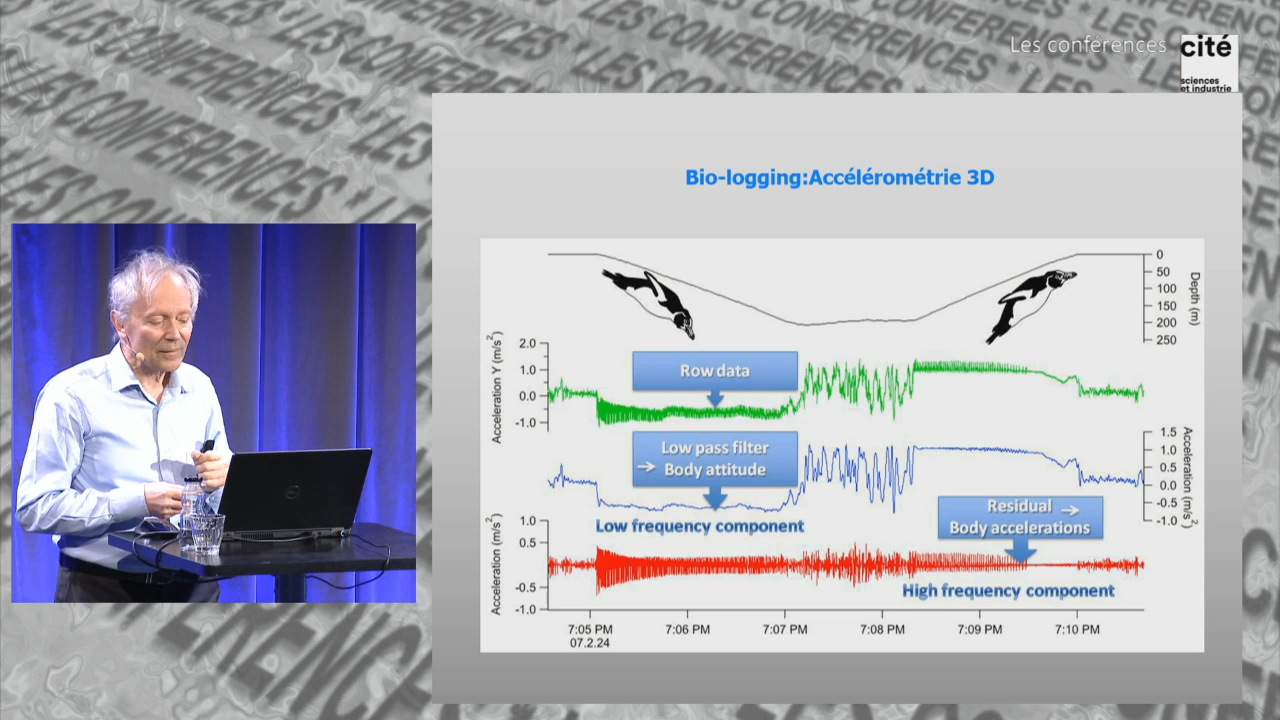 Les conférences
cité
sciences
et industrie
Bio-logging:Accélérométrie 3D
0
50
100
150
200
250
Depth (m)
2.0
1.0
0.0
-1.0
Acceleration Y (m/s²)
Row data
Low pass filter
→ Body attitude
Low frequency component
1.5
1.0
0.5
0.0
-0.5
-1.0
Acceleration (m/s²)
Residual →
Body accelerations
1.0
0.5
-0.5
-1.0
Acceleration (m/s²)
High frequency component
7:05 PM 7:06 PM 7:07 PM 7:08 PM 7:09 PM 7:10 PM
07.2.24